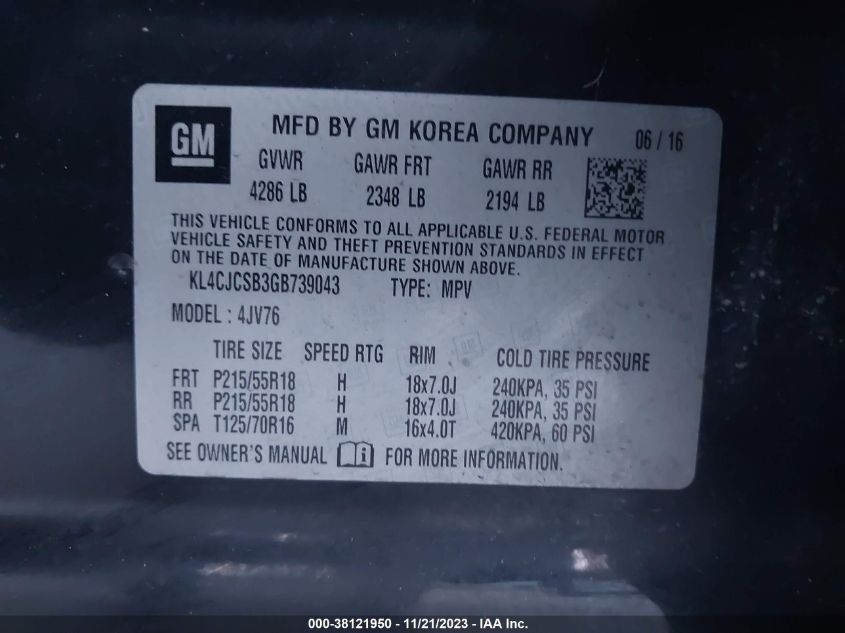 GM MFD BY GM KOREA COMPANY 06 / 16
GVWR GAWR FRT GAWR RR
4286 LB 2348 LB 2194 LB
THIS VEHICLE CONFORMS TO ALL APPLICABLE U.S. FEDERAL MOTOR
VEHICLE SAFETY AND THEFT PREVENTION STANDARDS IN EFFECT
ON THE DATE OF MANUFACTURE SHOWN ABOVE.
KL4CJCSB3GB739043 TYPE: MPV
MODEL : 4JV76
TIRE SIZE SPEED RTG RIM COLD TIRE PRESSURE
FRT P215/55R18 H 18x7.0J 240KPA, 35 PSI
RR P215/55R18 H 18x7.0J 240KPA, 35 PSI
SPA T125/70R16 M 16x4.0T 420KPA, 60 PSI
SEE OWNER'S MANUAL i FOR MORE INFORMATION.
000-38121950 - 11/21/2023 - IAA Inc.